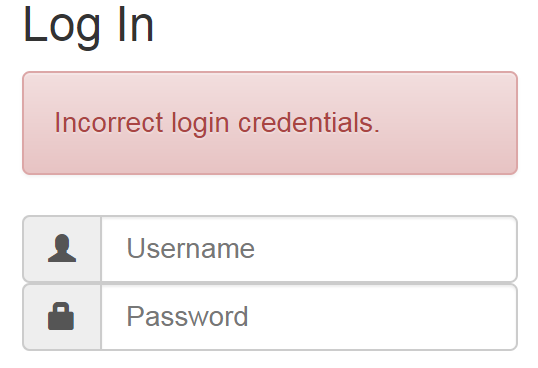 Log In
Incorrect login credentials.
Username
Password